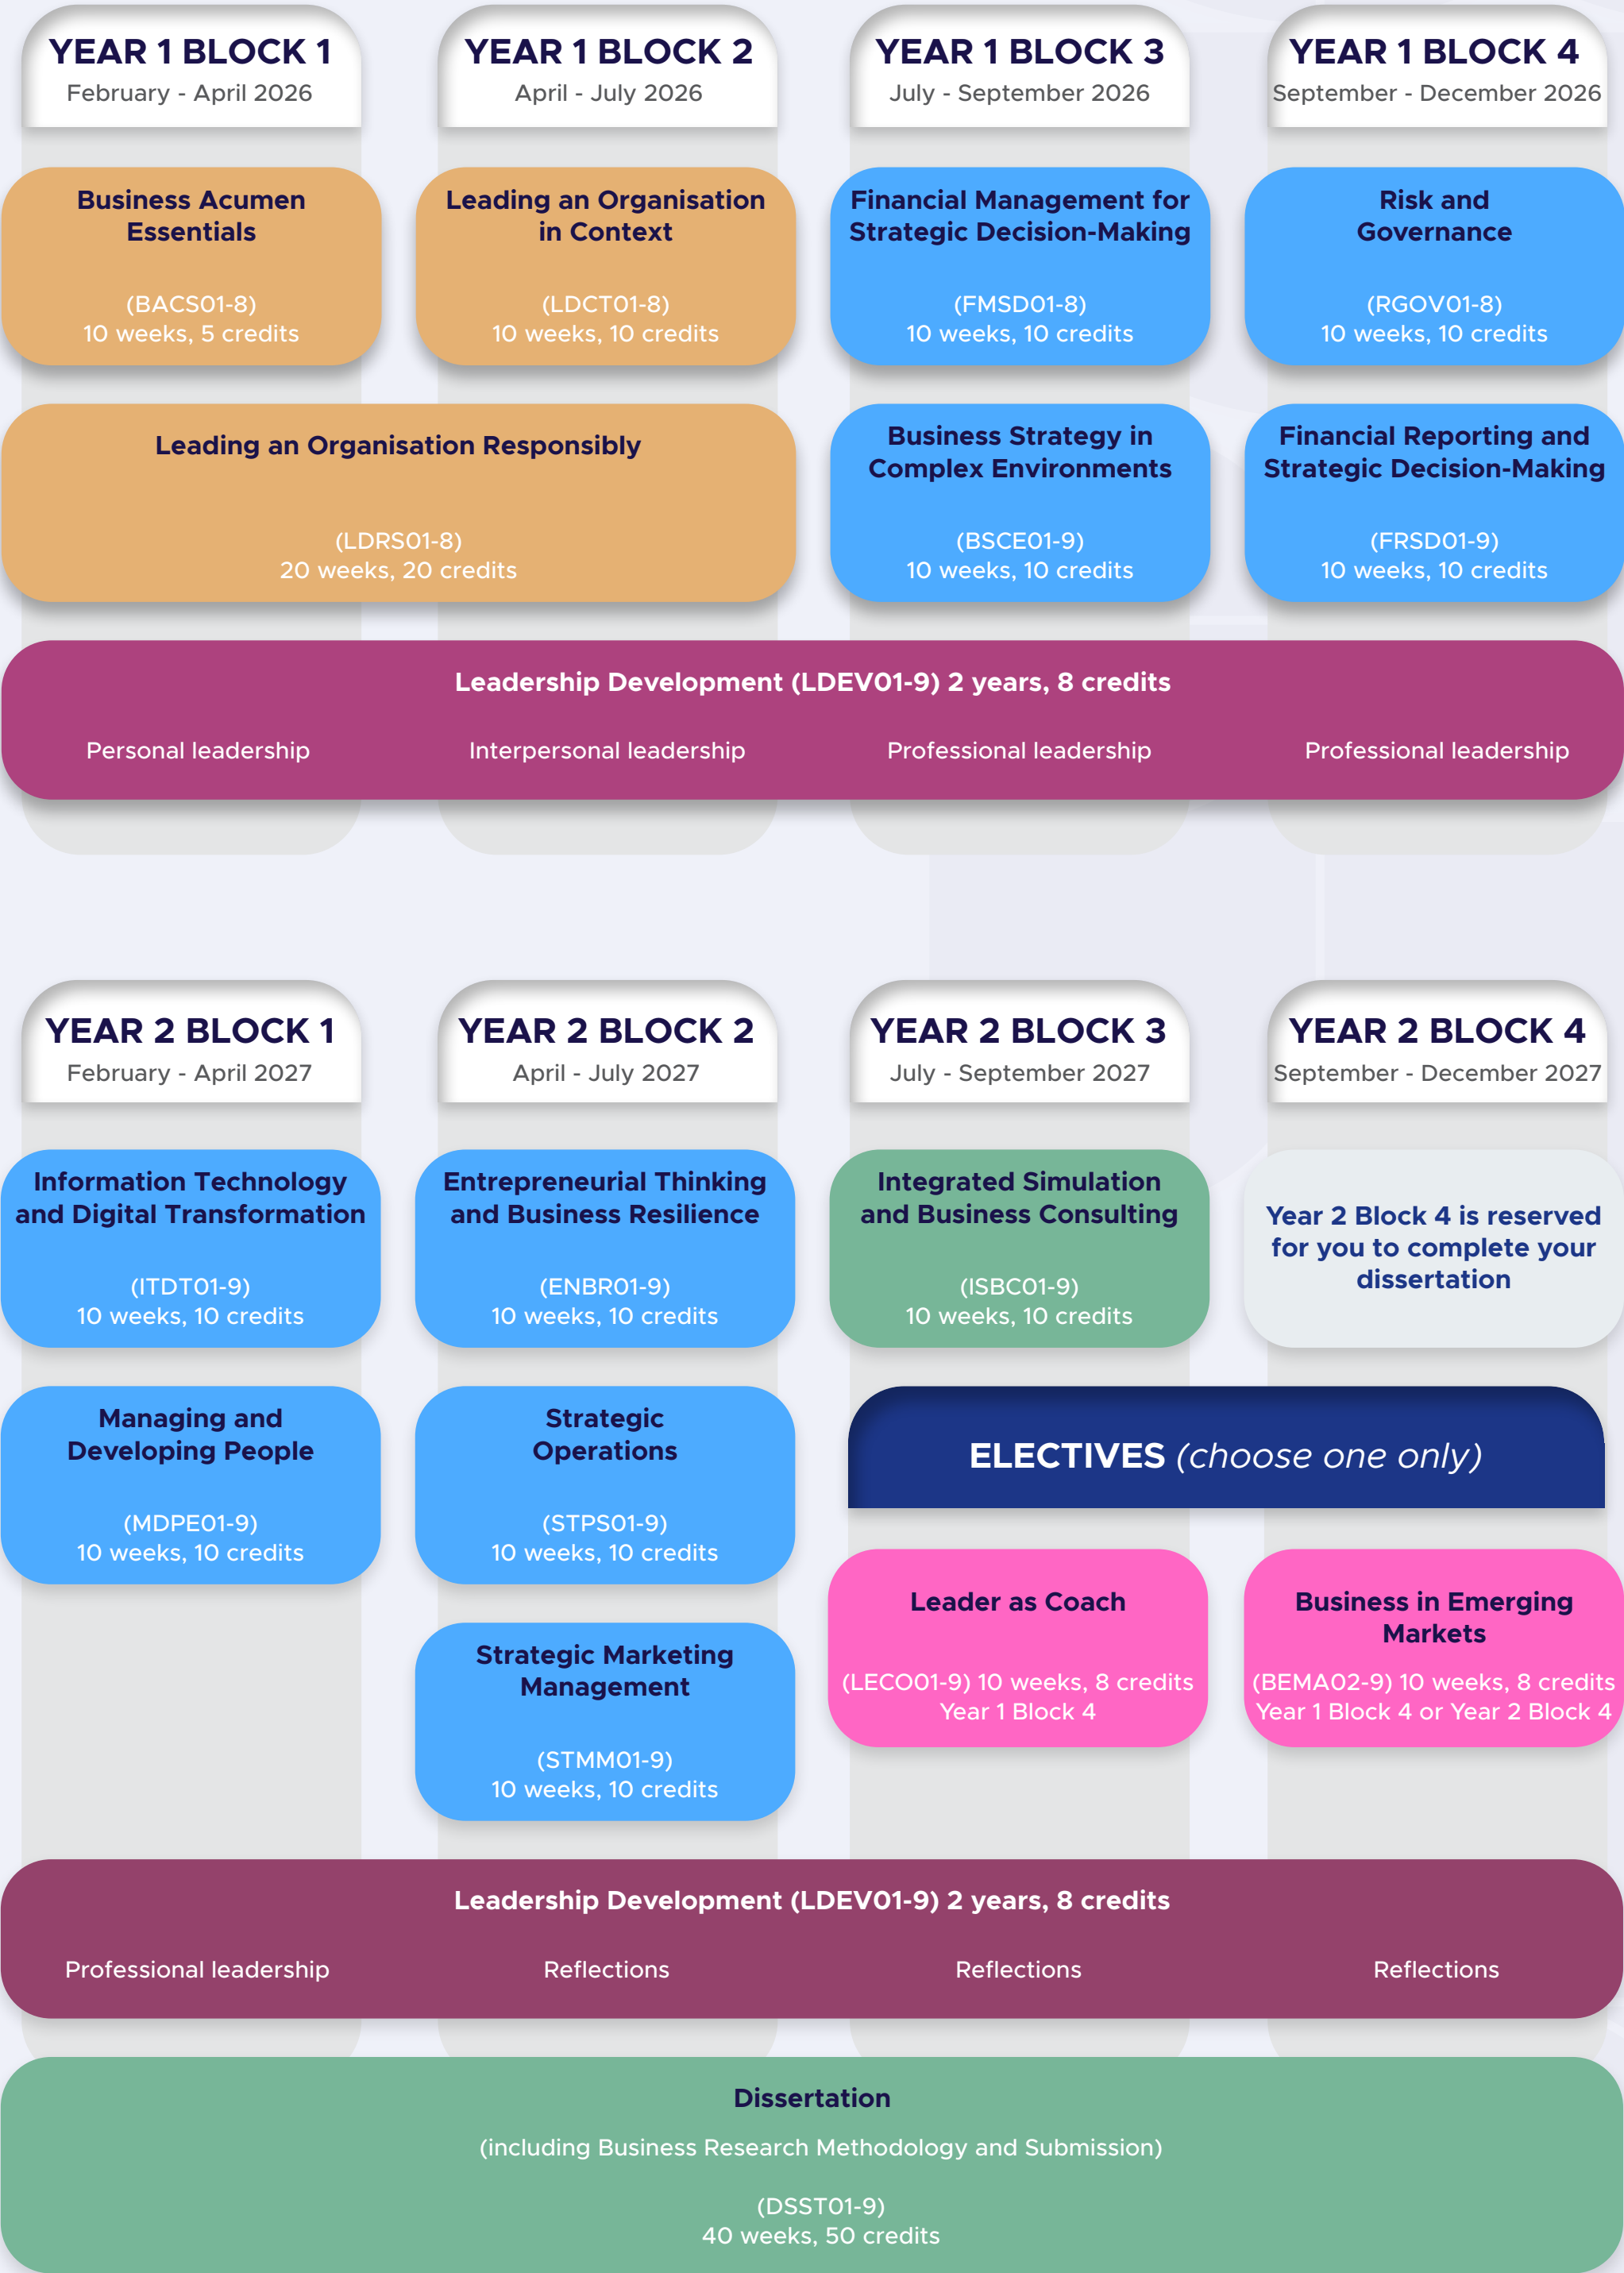 YEAR 1 BLOCK 1
February - April 2026
YEAR 1 BLOCK 2
April - July 2026
YEAR 1 BLOCK 3
July - September 2026
YEAR 1 BLOCK 4
September - December 2026
Business Acumen
Essentials
(BACS01-8)
10 weeks, 5 credits
Leading an Organisation
in Context
(LDCT01-8)
10 weeks, 10 credits
Financial Management for
Strategic Decision-Making
(FMSD01-8)
10 weeks, 10 credits
Risk and
Governance
(RGOV01-8)
10 weeks, 10 credits
Leading an Organisation Responsibly
(LDRS01-8)
20 weeks, 20 credits
Business Strategy in
Complex Environments
(BSCE01-9)
10 weeks, 10 credits
Financial Reporting and
Strategic Decision-Making
(FRSD01-9)
10 weeks, 10 credits
Leadership Development (LDEV01-9) 2 years, 8 credits
Personal leadership
Interpersonal leadership
Professional leadership
Professional leadership
YEAR 2 BLOCK 1
February - April 2027
YEAR 2 BLOCK 2
April - July 2027
YEAR 2 BLOCK 3
July - September 2027
YEAR 2 BLOCK 4
September - December 2027
Information Technology
and Digital Transformation
(ITDT01-9)
10 weeks, 10 credits
Entrepreneurial Thinking
and Business Resilience
(ENBR01-9)
10 weeks, 10 credits
Integrated Simulation
and Business Consulting
(ISBC01-9)
10 weeks, 10 credits
Year 2 Block 4 is reserved
for you to complete your
dissertation
Managing and
Developing People
(MDPE01-9)
10 weeks, 10 credits
Strategic
Operations
(STPS01-9)
10 weeks, 10 credits
ELECTIVES (choose one only)
Strategic Marketing
Management
(STMM01-9)
10 weeks, 10 credits
Leader as Coach
(LECO01-9) 10 weeks, 8 credits
Year 1 Block 4
Business in Emerging
Markets
(BEMA02-9) 10 weeks, 8 credits
Year 1 Block 4 or Year 2 Block 4
Leadership Development (LDEV01-9) 2 years, 8 credits
Professional leadership
Reflections
Reflections
Reflections
Dissertation
(including Business Research Methodology and Submission)
(DSST01-9)
40 weeks, 50 credits